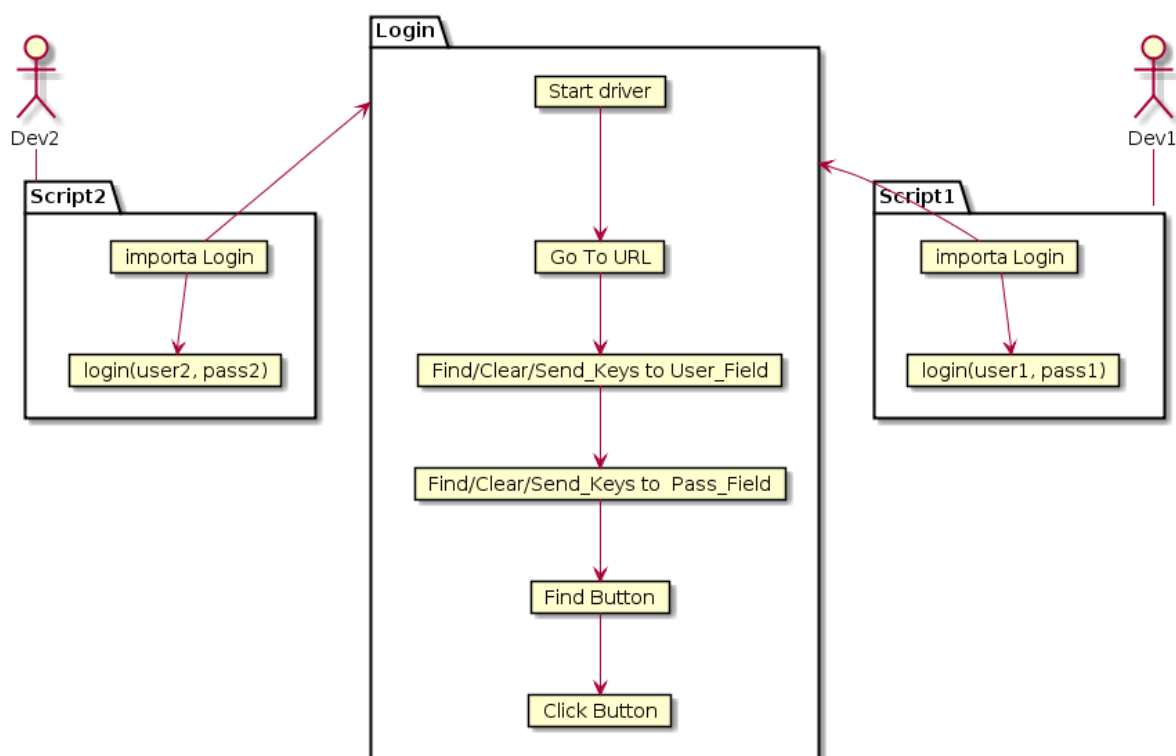 Login
Start driver
Dev2
Dev1
Script2
Script1
importa Login
Go To URL
importa Login
login(user2, pass2)
Find/Clear/Send_Keys to User_Field
login(user1, pass1)
Find/Clear/Send_Keys to  Pass_Field
Find Button
Click Button